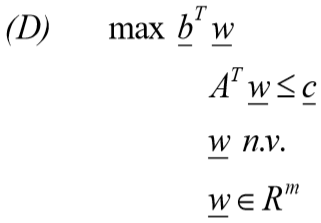 (D) max b^T w
A^T w ≤ c
w n.v.
w ∈ R^m